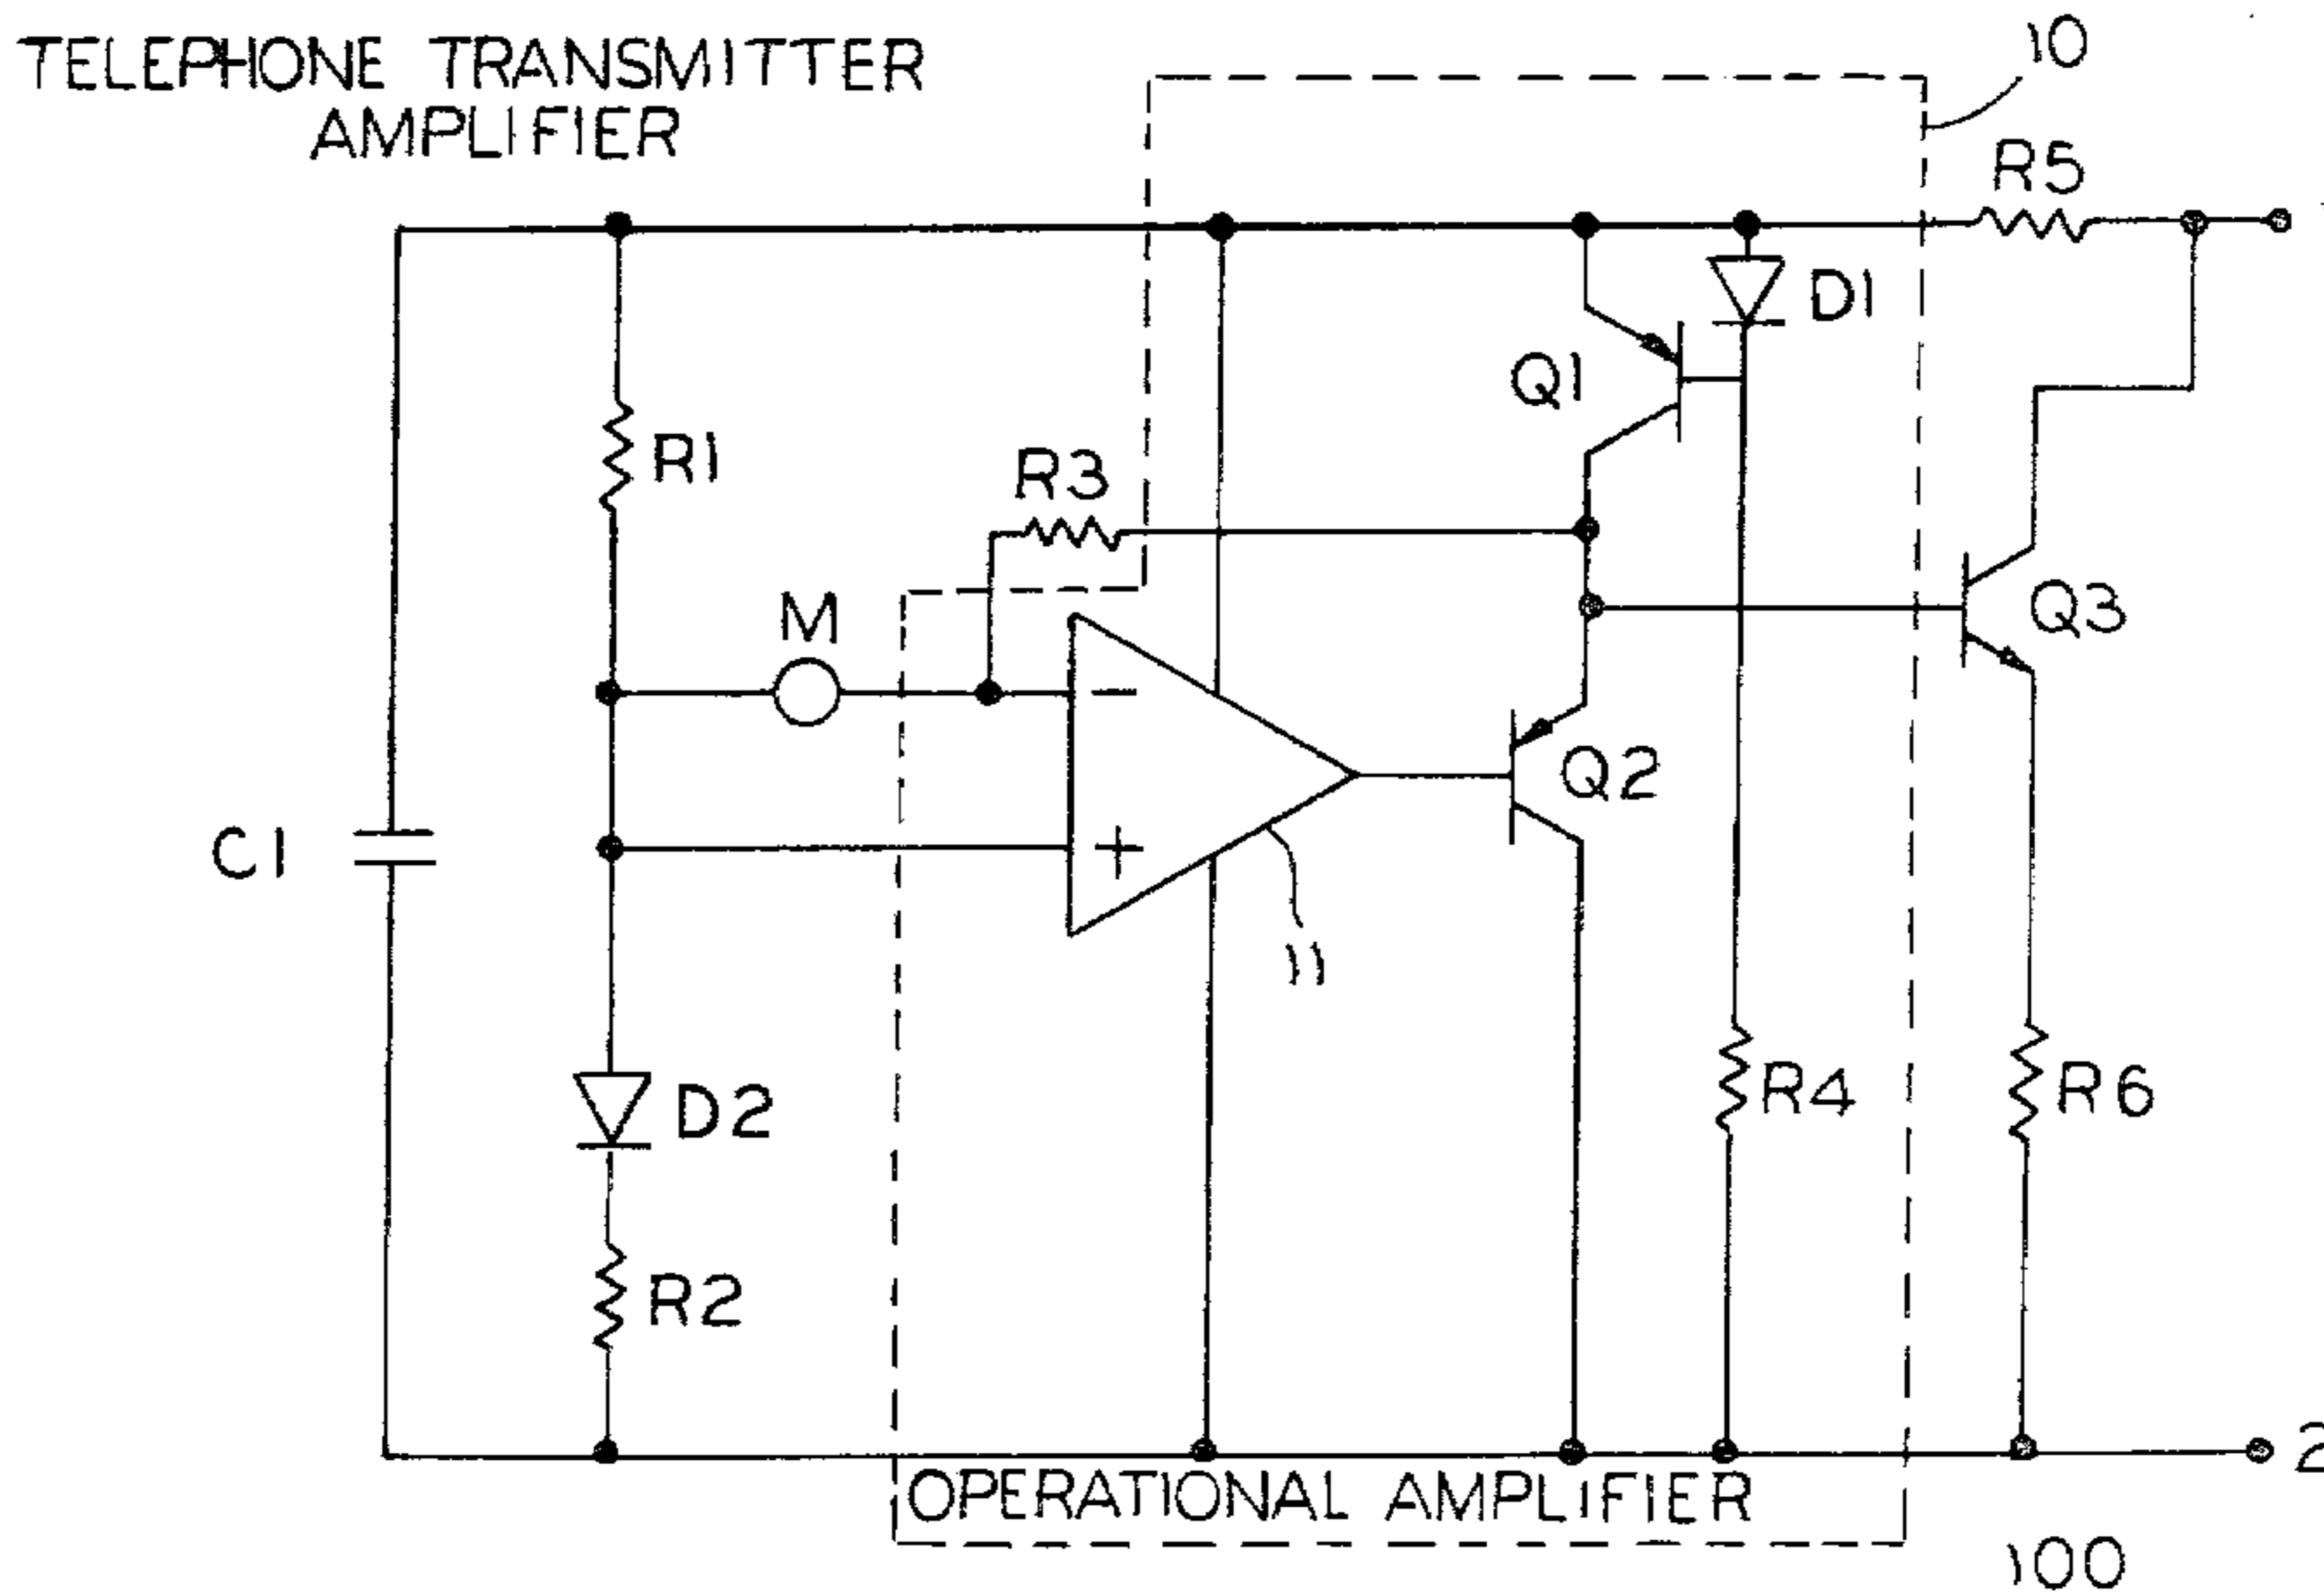 TELEPHONE TRANSMITTER
AMPLIFIER
10
R5
D1
Q1
R1
R3
M
Q3
Q2
C1
-
+
11
D2
R4
R6
R2
2
OPERATIONAL AMPLIFIER
100